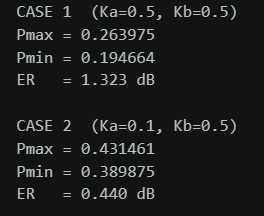 CASE 1  (Ka=0.5, Kb=0.5)
Pmax = 0.263975
Pmin = 0.194664
ER   = 1.323 dB

CASE 2  (Ka=0.1, Kb=0.5)
Pmax = 0.431461
Pmin = 0.389875
ER   = 0.440 dB